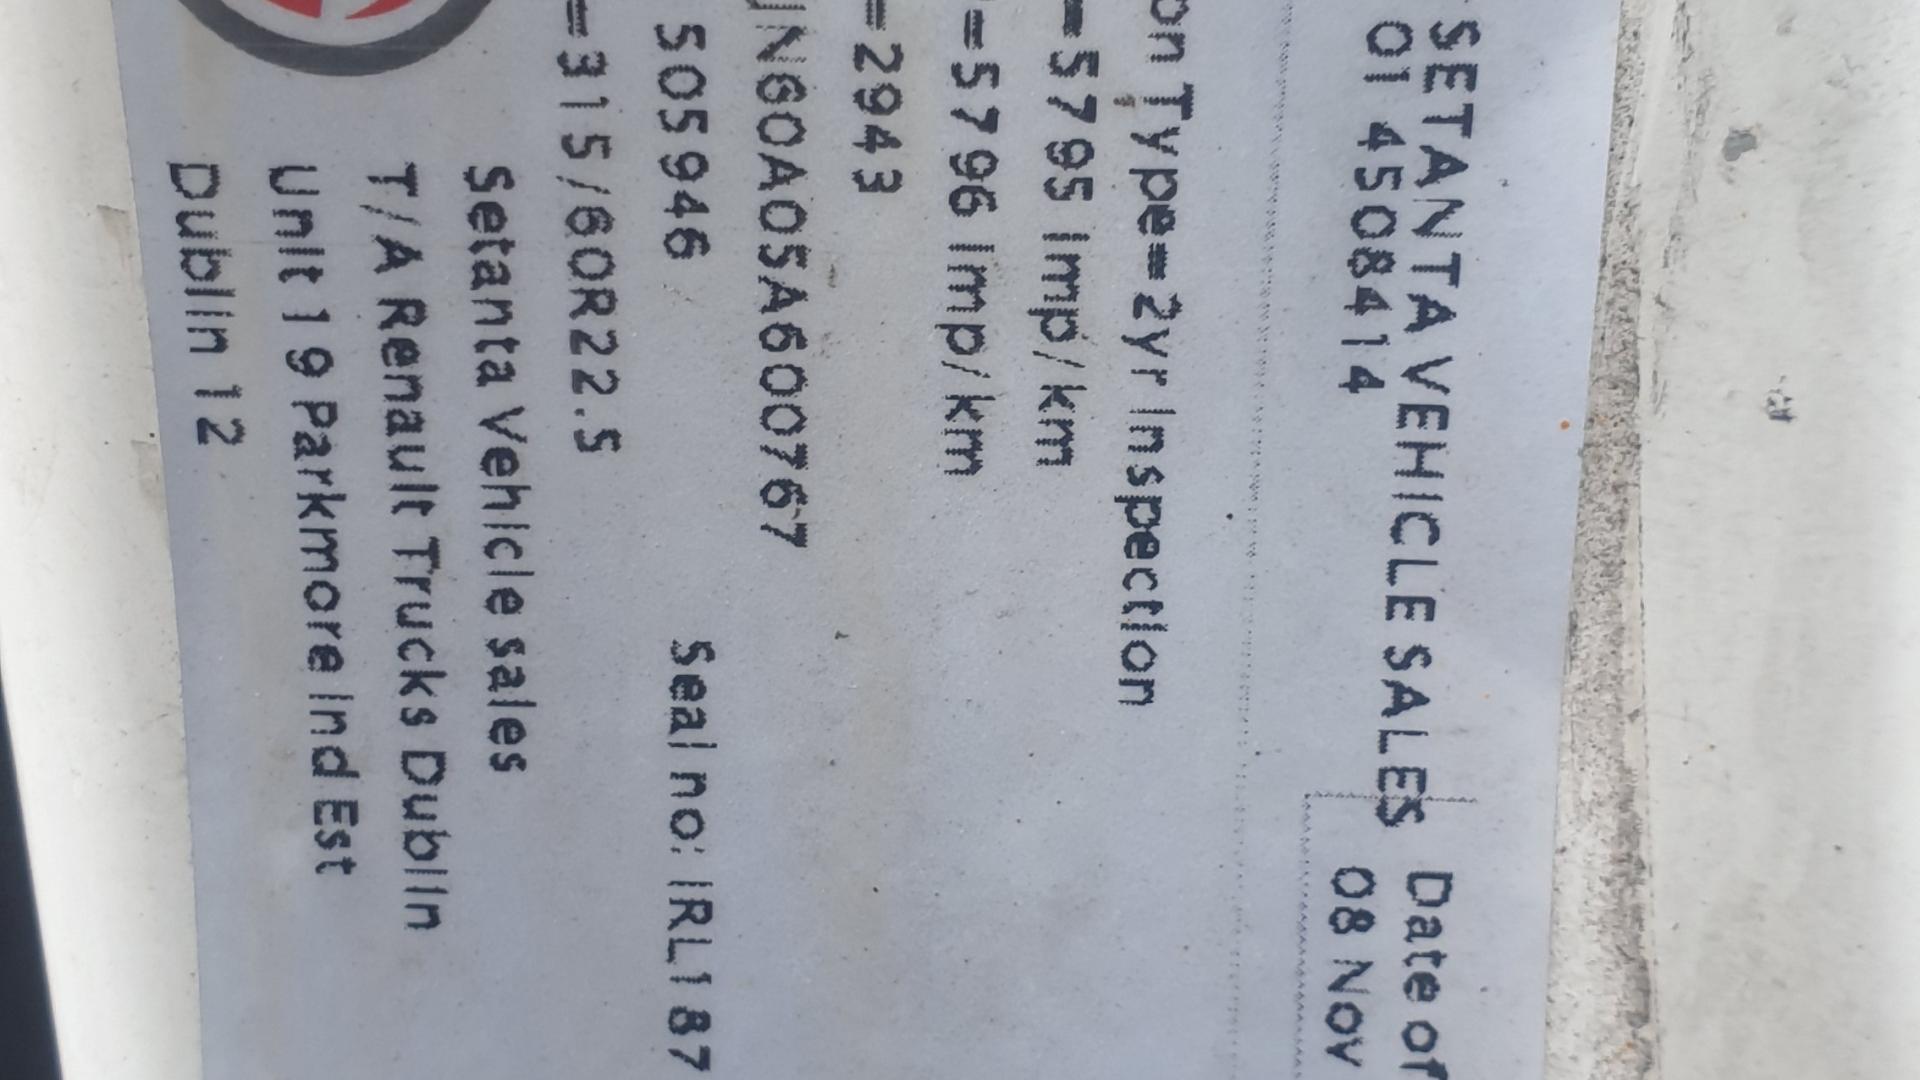 SETANTA VEHICLE SALES Date of
01 4508414 08 Nov
on Type=2yr Inspection
=5795 Imp/km
=5796 Imp/km
=2943
N60A05A600767
505946 Seal no: IRL187
=315/60R22.5
Setanta Vehicle sales
T/A Renault Trucks Dublin
Unit 19 Parkmore Ind Est
Dublin 12